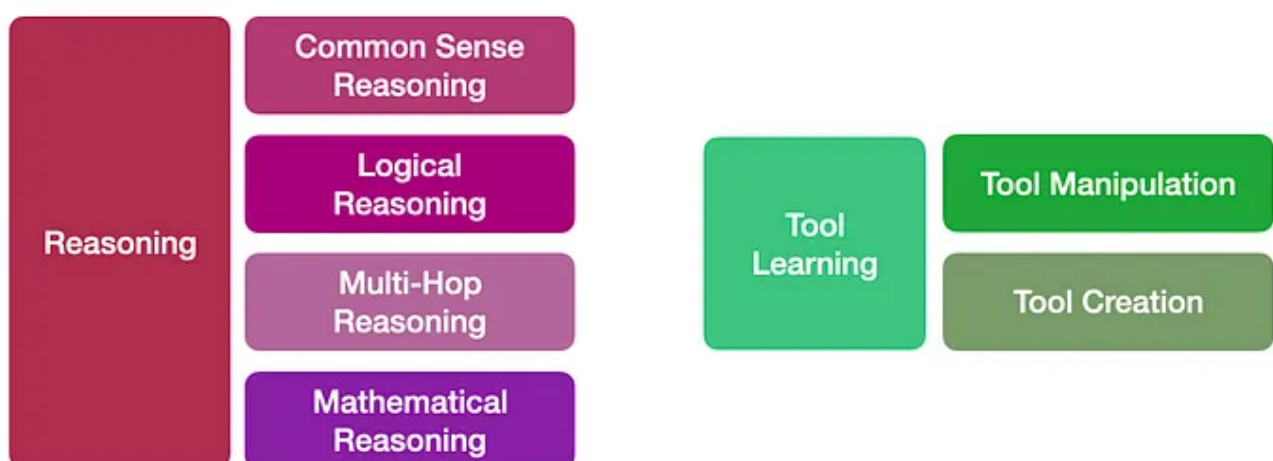 Reasoning
Common Sense
Reasoning
Logical
Reasoning
Multi-Hop
Reasoning
Mathematical
Reasoning
Tool
Learning
Tool Manipulation
Tool Creation